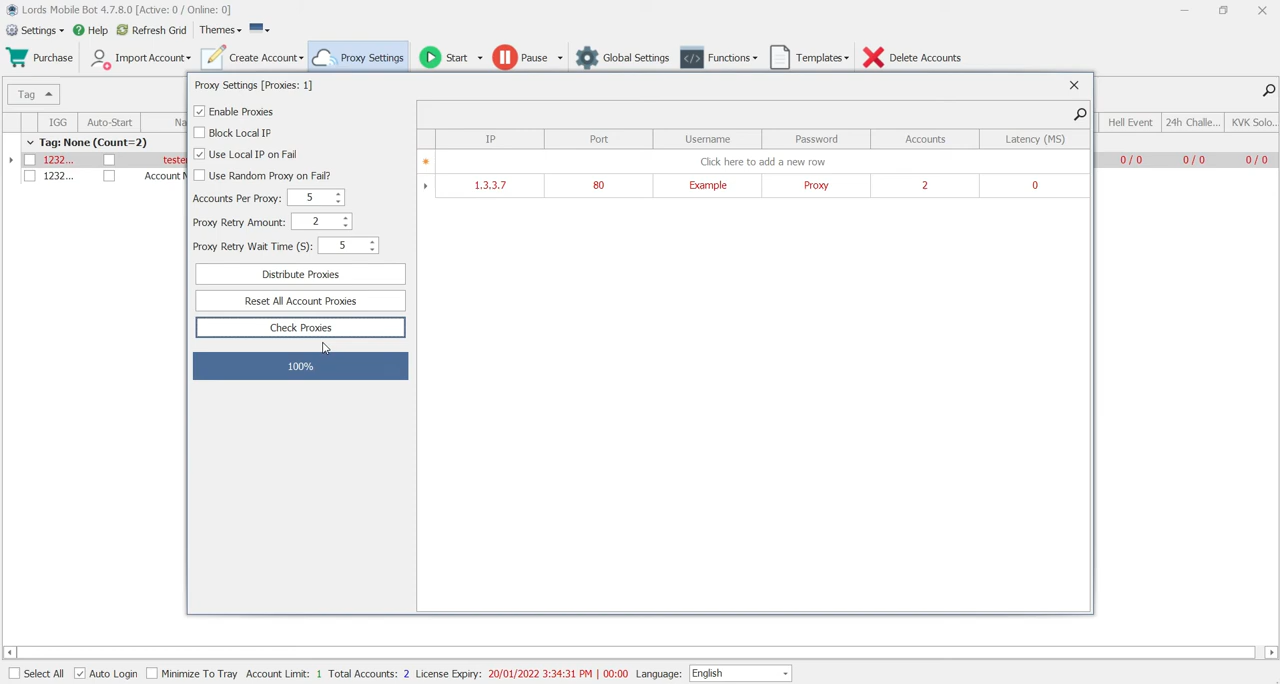 Lords Mobile Bot 4.7.8.0 [Active: 0 / Online: 0]
Settings Help Refresh Grid Themes
Purchase Import Account Create Account Proxy Settings Start Pause Global Settings Functions Templates Delete Accounts
Tag
Proxy Settings [Proxies: 1]
IGG Auto-Start Na
Hell Event 24h Challe... KVK Solo...
Tag: None (Count=2)
1232... teste 0 / 0 0 / 0 0 / 0
1232... Account N
Enable Proxies
Block Local IP
Use Local IP on Fail
Use Random Proxy on Fail?
Accounts Per Proxy: 5
Proxy Retry Amount: 2
Proxy Retry Wait Time (S): 5
Distribute Proxies
Reset All Account Proxies
Check Proxies
100%
IP Port Username Password Accounts Latency (MS)
Click here to add a new row
1.3.3.7 80 Example Proxy 2 0
Select All Auto Login Minimize To Tray Account Limit: 1 Total Accounts: 2 License Expiry: 20/01/2022 3:34:31 PM | 00:00 Language: English